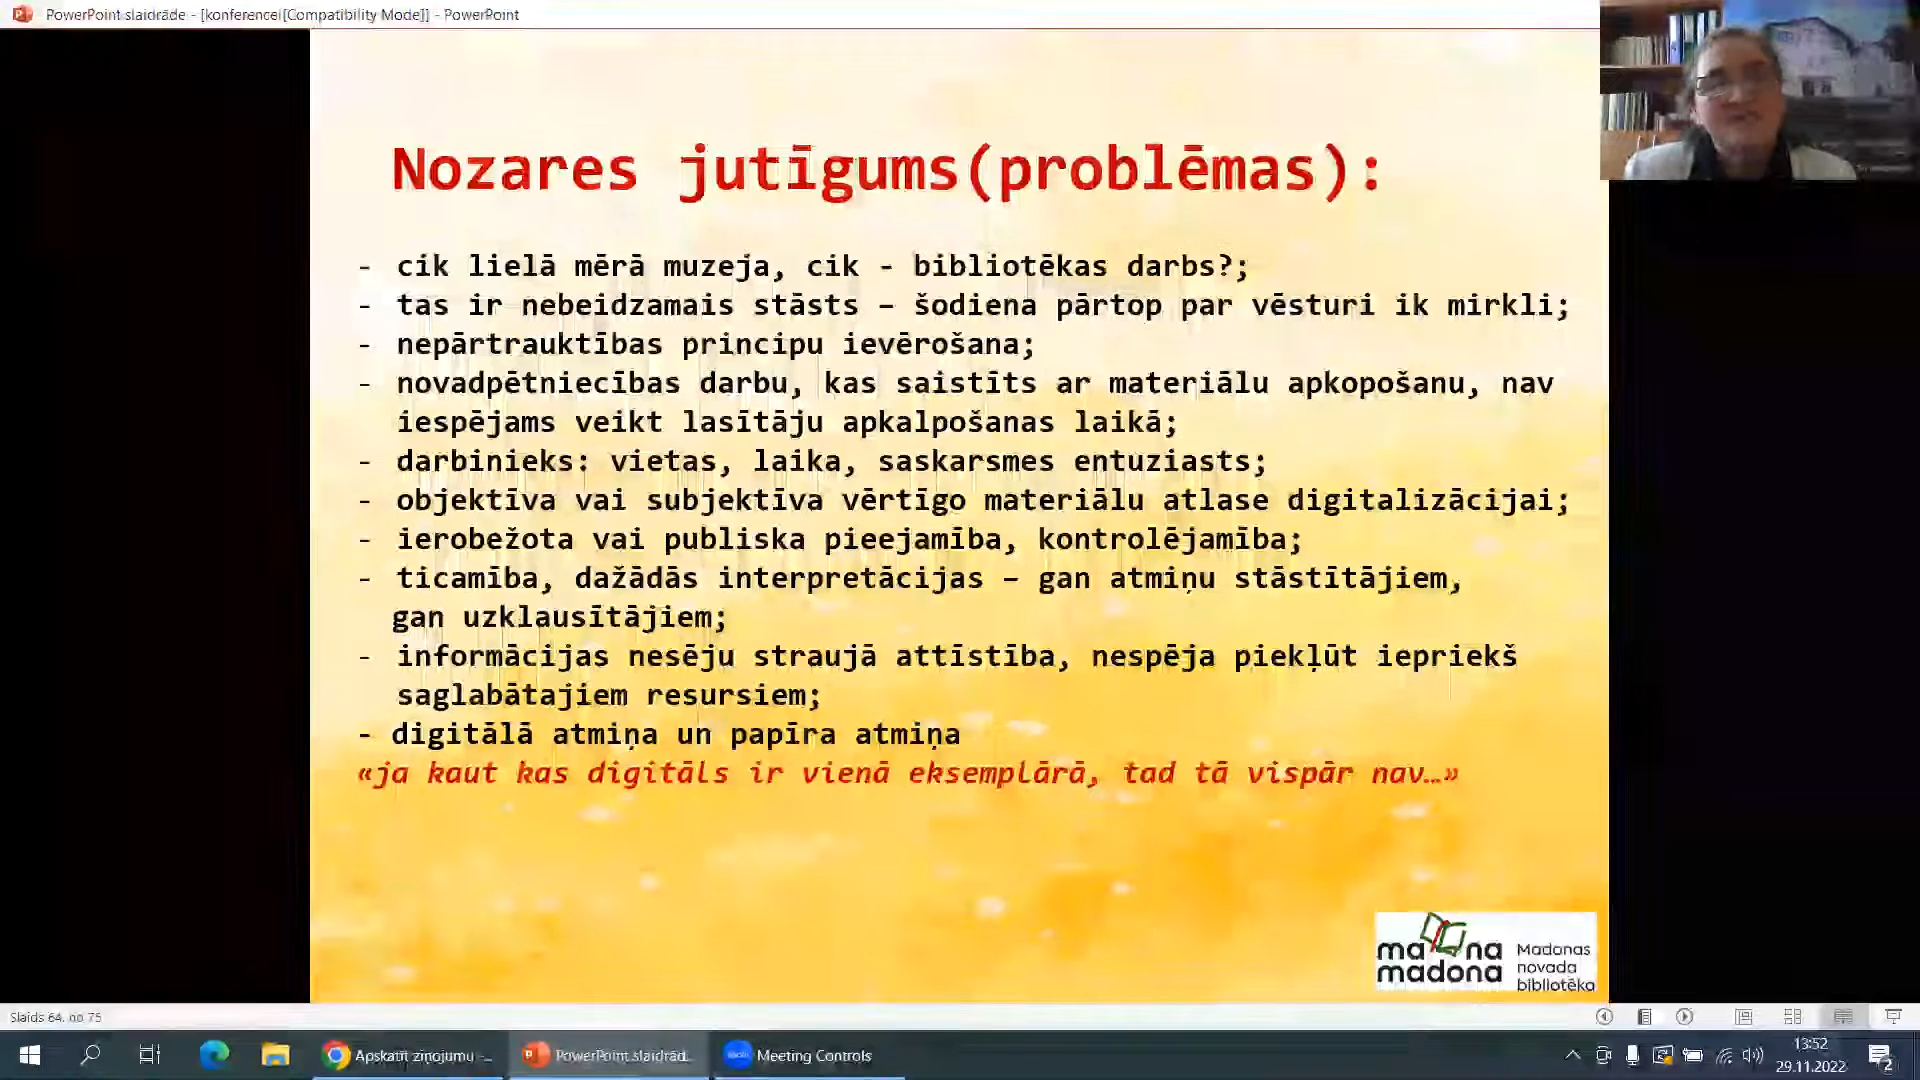 PowerPoint slaidrāde - [konferencei[Compatibility Mode]] - PowerPoint
Nozares jutīgums(problēmas):
- cik lielā mērā muzeja, cik - bibliotēkas darbs?;
- tas ir nebeidzamais stāsts – šodiena pārtop par vēsturi ik mirkli;
- nepārtrauktības principu ievērošana;
- novadpētniecības darbu, kas saistīts ar materiālu apkopošanu, nav
iespējams veikt lasītāju apkalpošanas laikā;
- darbinieks: vietas, laika, saskarsmes entuziasts;
- objektīva vai subjektīva vērtīgo materiālu atlase digitalizācijai;
- ierobežota vai publiska pieejamība, kontrolējamība;
- ticamība, dažādās interpretācijas – gan atmiņu stāstītājiem,
gan uzklausītājiem;
- informācijas nesēju straujā attīstība, nespēja piekļūt iepriekš
saglabātajiem resursiem;
- digitālā atmiņa un papīra atmiņa
«ja kaut kas digitāls ir vienā eksemplārā, tad tā vispār nav…»
mana
madona
Madonas
novada
bibliotēka
Slaids 64. no 75
Apskatīt ziņojumu -...
PowerPoint slaidrād...
Meeting Controls
13:52
29.11.2022
2